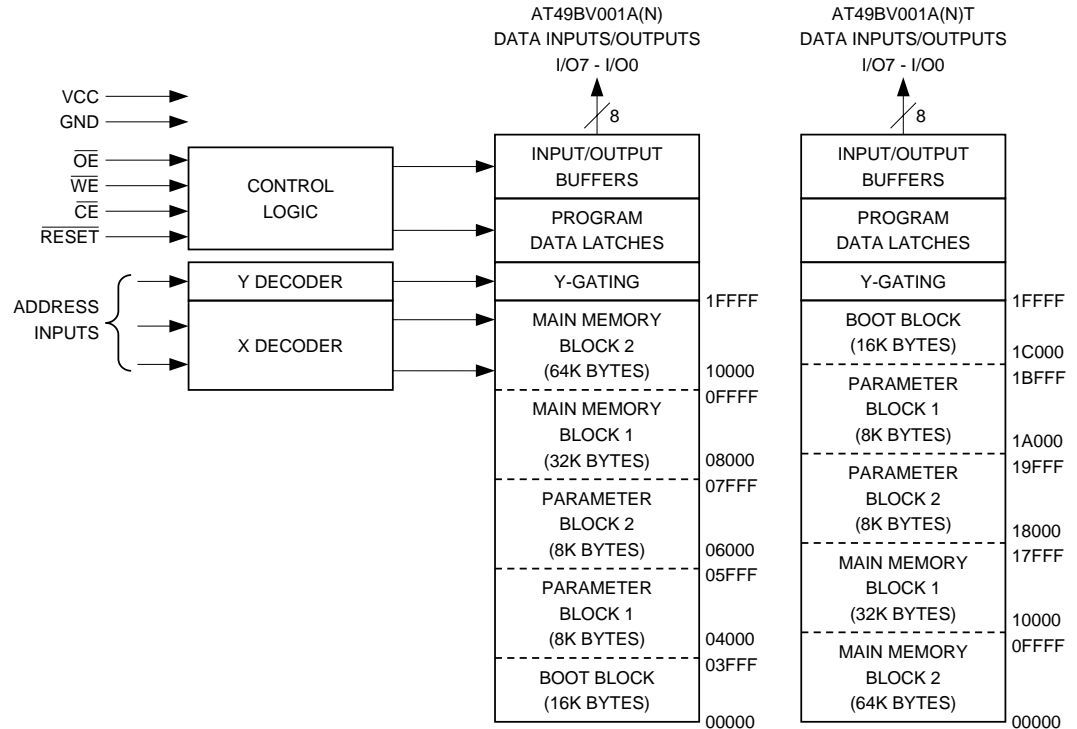 AT49BV001A(N)
DATA INPUTS/OUTPUTS
I/O7 - I/O0
8
AT49BV001A(N)T
DATA INPUTS/OUTPUTS
I/O7 - I/O0
8
VCC
GND
OE
WE
CE
RESET
CONTROL
LOGIC
ADDRESS
INPUTS
Y DECODER
X DECODER
INPUT/OUTPUT
BUFFERS
PROGRAM
DATA LATCHES
Y-GATING
1FFFF
MAIN MEMORY
BLOCK 2
(64K BYTES)
10000
0FFFF
MAIN MEMORY
BLOCK 1
(32K BYTES)
08000
07FFF
PARAMETER
BLOCK 2
(8K BYTES)
06000
05FFF
PARAMETER
BLOCK 1
(8K BYTES)
04000
03FFF
BOOT BLOCK
(16K BYTES)
00000
INPUT/OUTPUT
BUFFERS
PROGRAM
DATA LATCHES
Y-GATING
1FFFF
BOOT BLOCK
(16K BYTES)
1C000
1BFFF
PARAMETER
BLOCK 1
(8K BYTES)
1A000
19FFF
PARAMETER
BLOCK 2
(8K BYTES)
18000
17FFF
MAIN MEMORY
BLOCK 1
(32K BYTES)
10000
0FFFF
MAIN MEMORY
BLOCK 2
(64K BYTES)
00000